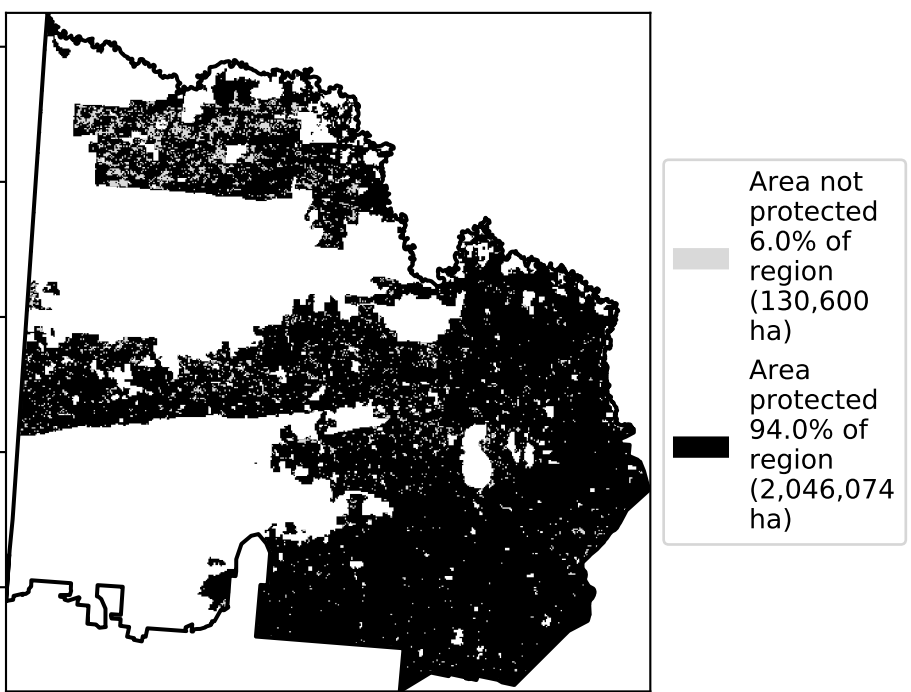 Area not
protected
6.0% of
region
(130,600
ha)
Area
protected
94.0% of
region
(2,046,074
ha)